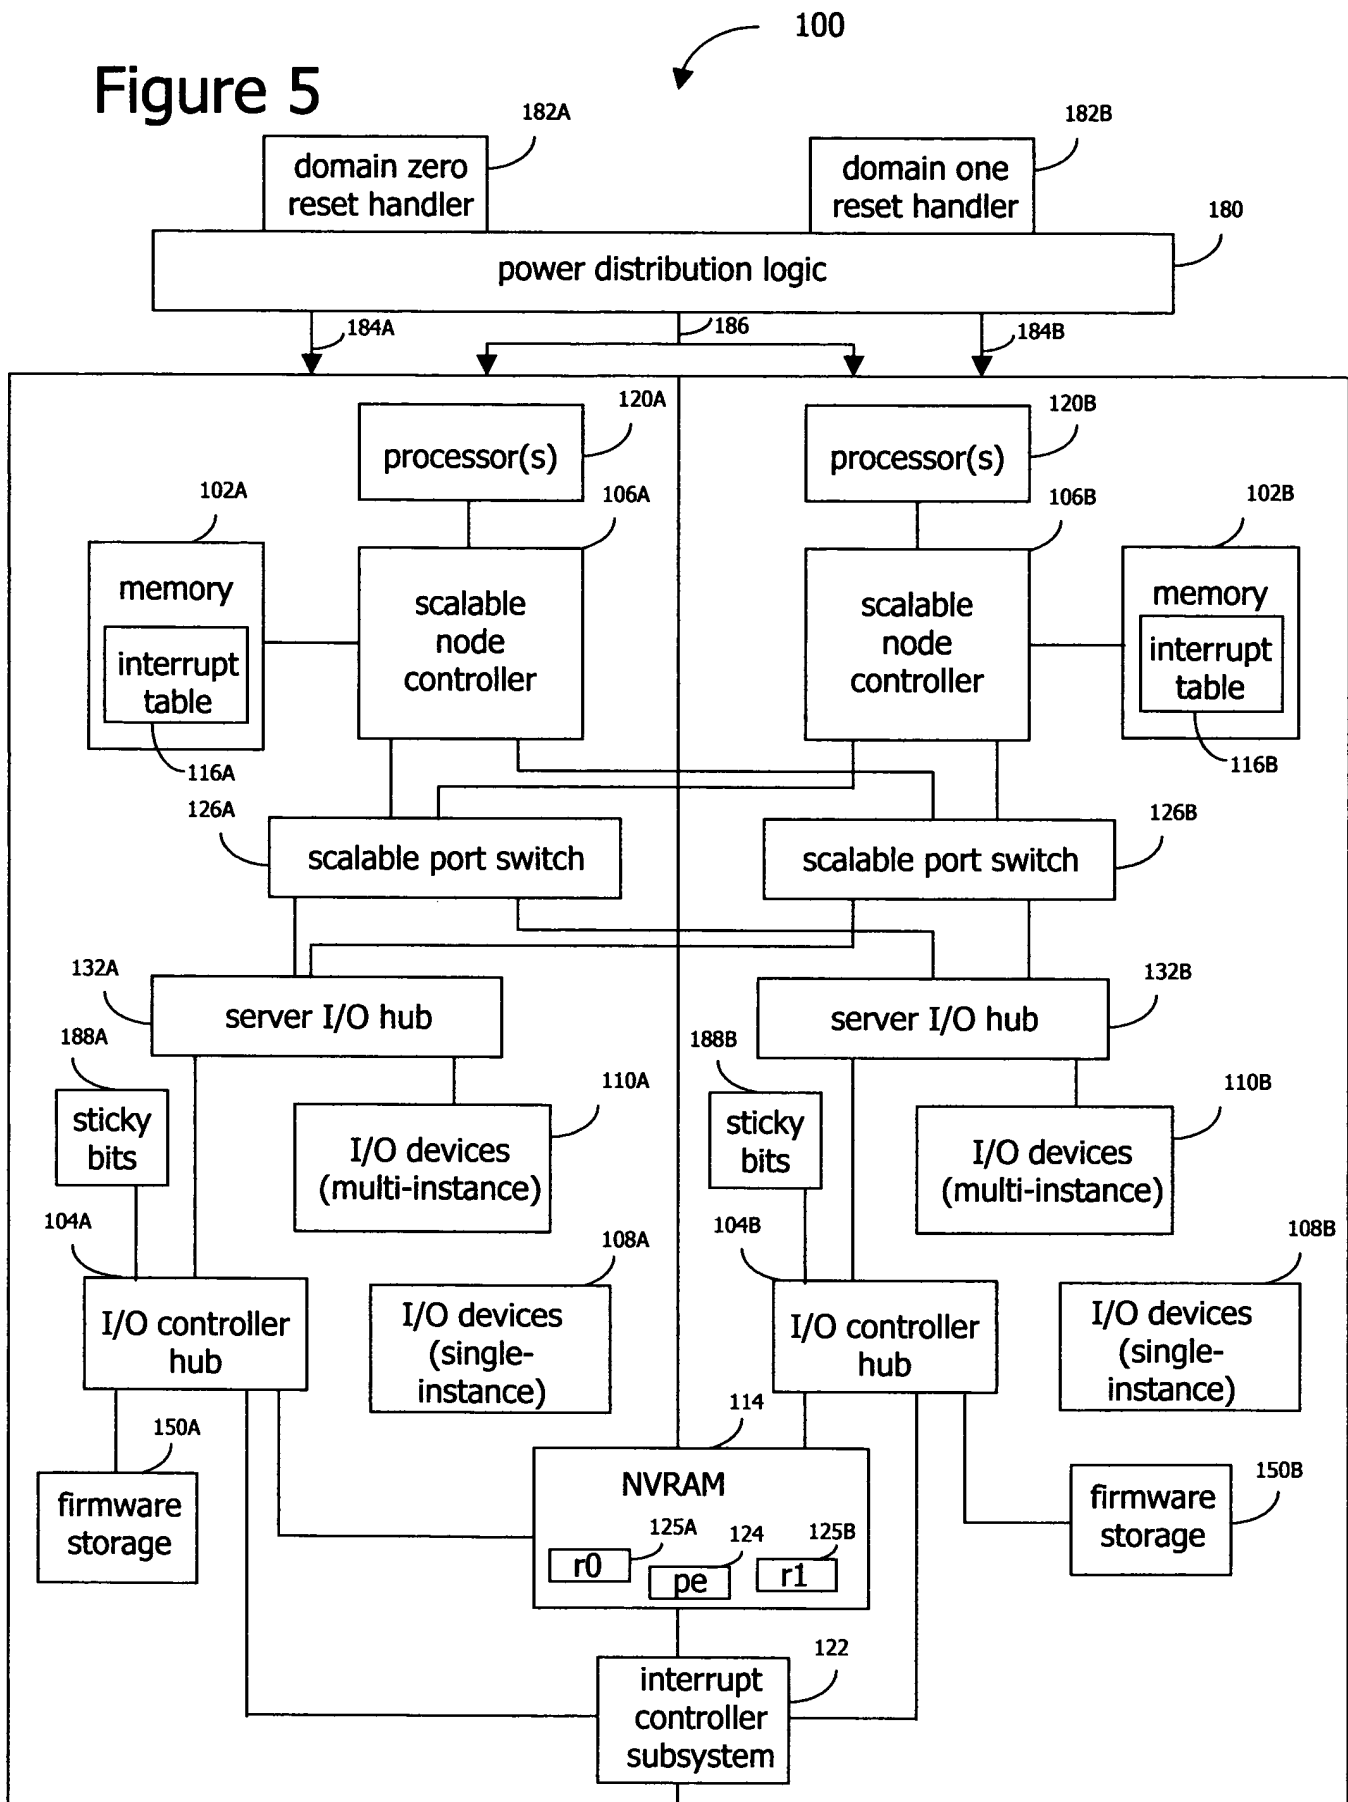 100
Figure 5
182A
182B
domain zero
reset handler
domain one
reset handler
180
power distribution logic
184A
186
184B
120A
120B
processor(s)
processor(s)
102A
106A
106B
102B
memory
scalable
node
controller
scalable
node
controller
memory
interrupt
table
interrupt
table
116A
116B
126A
126B
scalable port switch
scalable port switch
132A
132B
server I/O hub
server I/O hub
188A
188B
110A
110B
sticky
bits
sticky
bits
I/O devices
(multi-instance)
I/O devices
(multi-instance)
104A
104B
108A
108B
I/O controller
hub
I/O devices
(single-
instance)
I/O controller
hub
I/O devices
(single-
instance)
114
150A
150B
firmware
storage
NVRAM
firmware
storage
125A
124
125B
r0
pe
r1
122
interrupt
controller
subsystem